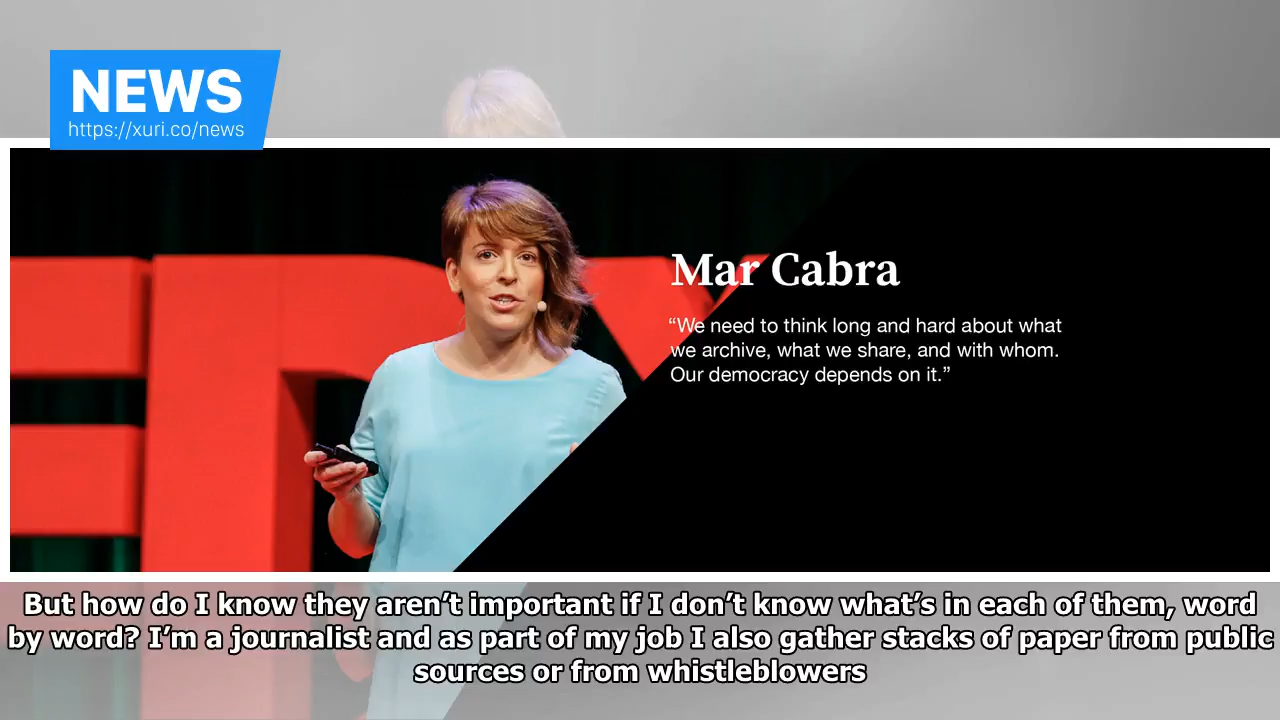 NEWS
https://xuri.co/news
Mar Cabra
“We need to think long and hard about what
we archive, what we share, and with whom.
Our democracy depends on it.”
But how do I know they aren’t important if I don’t know what’s in each of them, word
by word? I’m a journalist and as part of my job I also gather stacks of paper from public
sources or from whistleblowers